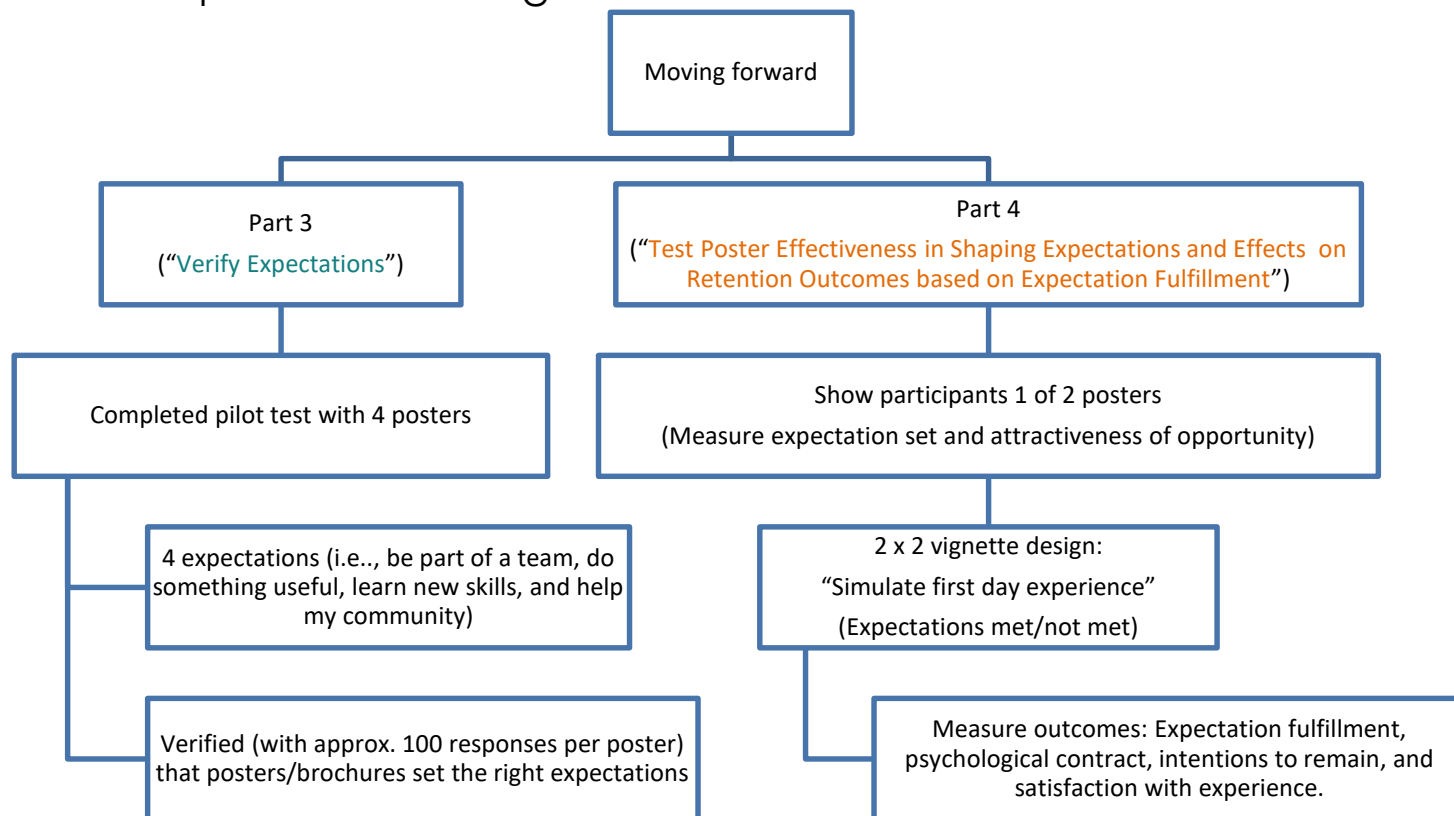 Moving forward
Part 3
(“Verify Expectations”)
Part 4
(“Test Poster Effectiveness in Shaping Expectations and Effects on
Retention Outcomes based on Expectation Fulfillment”)
Completed pilot test with 4 posters
Show participants 1 of 2 posters
(Measure expectation set and attractiveness of opportunity)
4 expectations (i.e.., be part of a team, do
something useful, learn new skills, and help
my community)
2 x 2 vignette design:
“Simulate first day experience”
(Expectations met/not met)
Verified (with approx. 100 responses per poster)
that posters/brochures set the right expectations
Measure outcomes: Expectation fulfillment,
psychological contract, intentions to remain, and
satisfaction with experience.